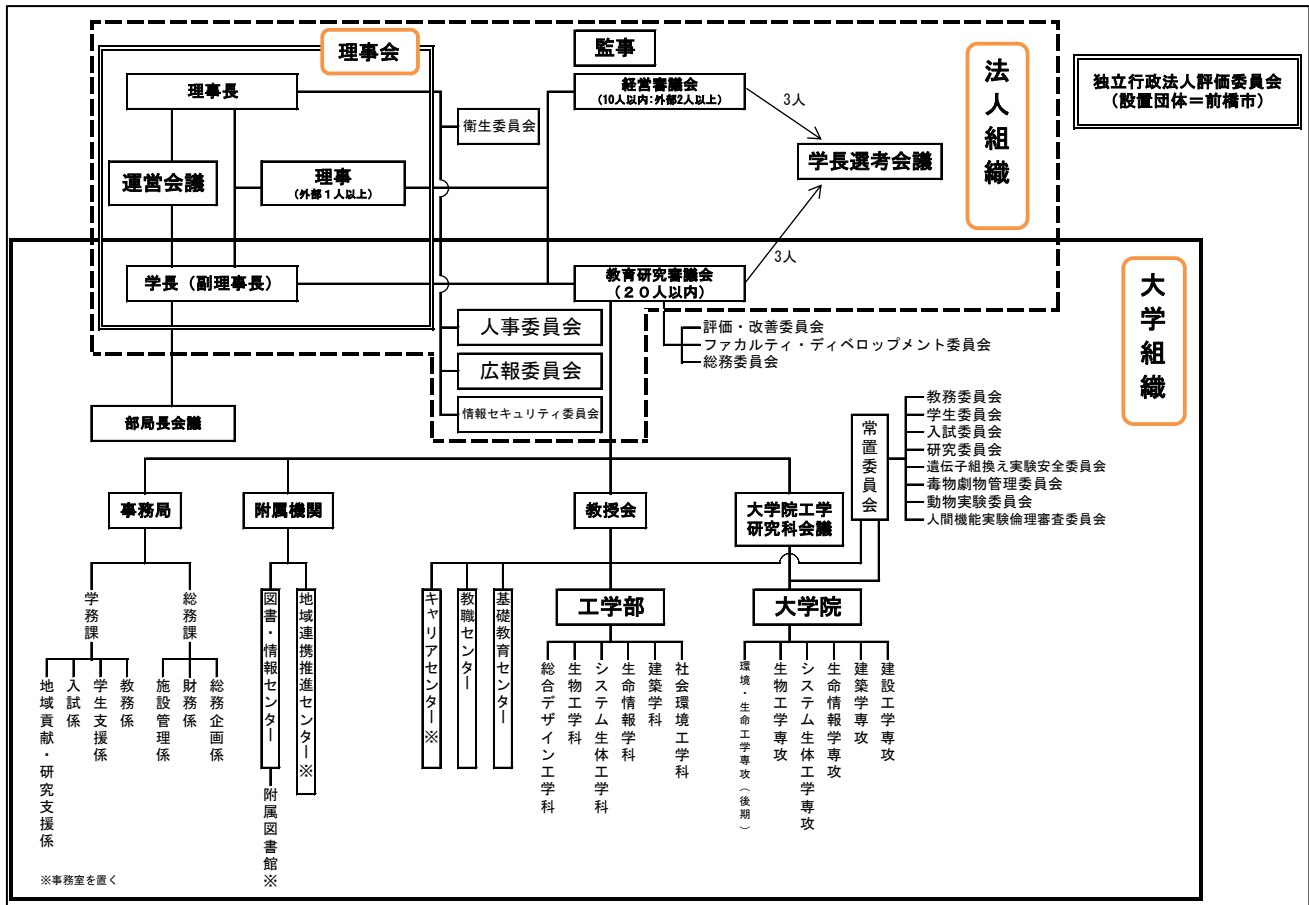 理事会
監事
法人組織
独立行政法人評価委員会
(設置団体＝前橋市)
理事長
経営審議会
(10人以内:外部2人以上)
3人
衛生委員会
学長選考会議
運営会議
理事
(外部１人以上)
3人
学長（副理事長）
教育研究審議会
（２０人以内）
大学組織
人事委員会
評価・改善委員会
ファカルティ・ディベロップメント委員会
総務委員会
広報委員会
部局長会議
情報セキュリティ委員会
常置委員会
教務委員会
学生委員会
入試委員会
研究委員会
遺伝子組換え実験安全委員会
毒物劇物管理委員会
動物実験委員会
人間機能実験倫理審査委員会
事務局
附属機関
教授会
大学院工学
研究科会議
学務課
総務課
図書・情報センター
地域連携推進センター※
キャリアセンター※
教職センター
基礎教育センター
工学部
大学院
地域貢献・研究支援係
入試係
学生支援係
教務係
施設管理係
財務係
総務企画係
附属図書館※
総合デザイン工学科
生物工学科
システム生体工学科
生命情報学科
建築学科
社会環境工学科
環境・生命工学専攻（後期）
生物工学専攻
システム生体工学専攻
生命情報学専攻
建築学専攻
建設工学専攻
※事務室を置く